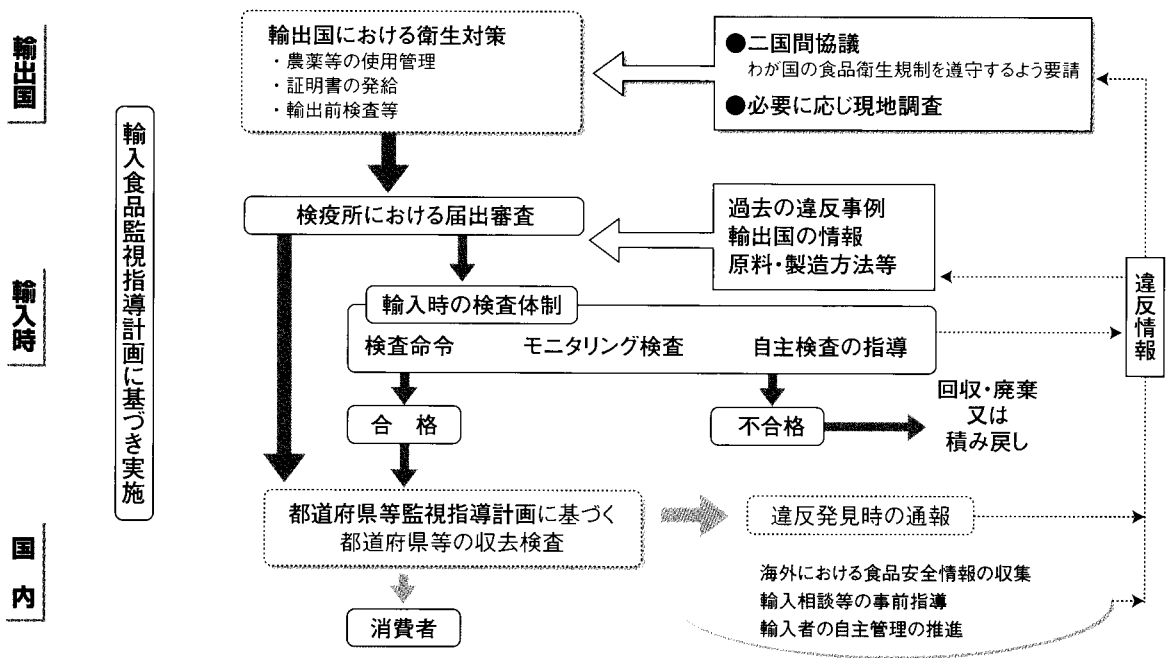 輸出国
輸入時
国内
輸入食品監視指導計画に基づき実施
輸出国における衛生対策
・農薬等の使用管理
・証明書の発給
・輸出前検査等
●二国間協議
わが国の食品衛生規制を遵守するよう要請
●必要に応じ現地調査
検疫所における届出審査
過去の違反事例
輸出国の情報
原料・製造方法等
違反情報
輸入時の検査体制
検査命令 モニタリング検査 自主検査の指導
合格
不合格
回収・廃棄
又は
積み戻し
都道府県等監視指導計画に基づく
都道府県等の収去検査
違反発見時の通報
海外における食品安全情報の収集
輸入相談等の事前指導
輸入者の自主管理の推進
消費者